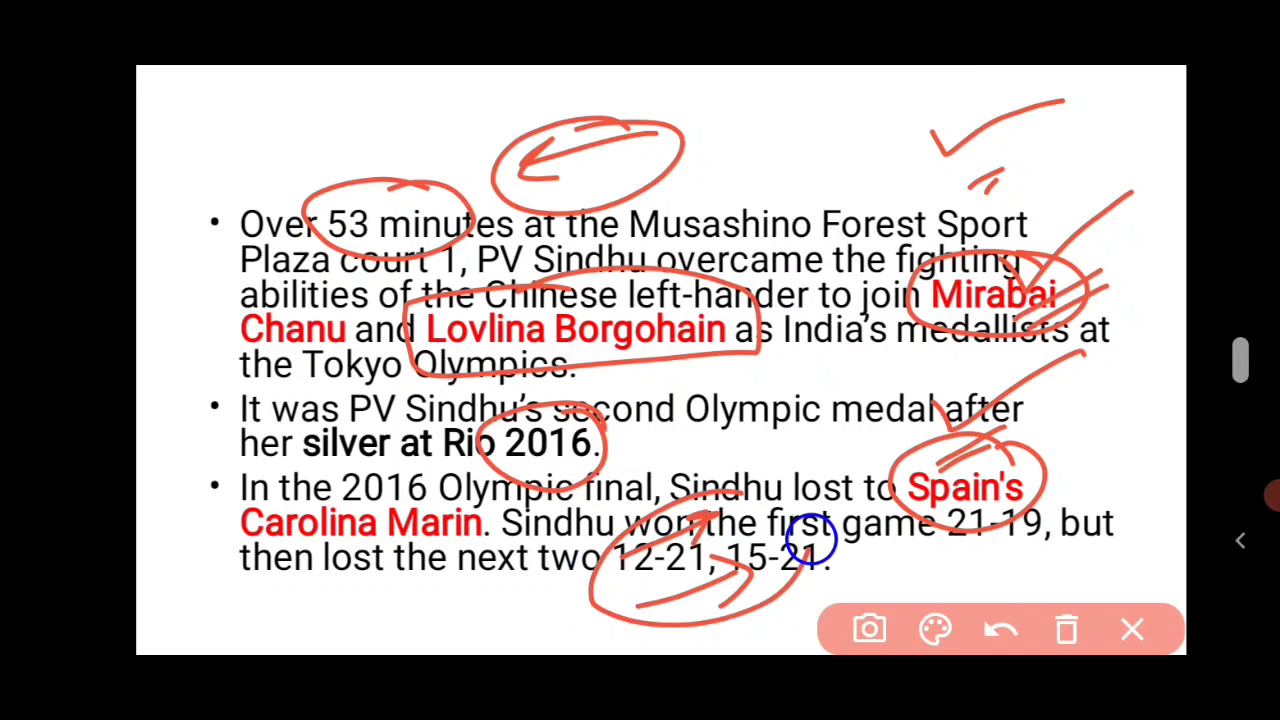 • Over 53 minutes at the Musashino Forest Sport
Plaza court 1, PV Sindhu overcame the fighting
abilities of the Chinese left-hander to join Mirabai
Chanu and Lovlina Borgohain as India's medallists at
the Tokyo Olympics.
• It was PV Sindhu's second Olympic medal after
her silver at Rio 2016.
• In the 2016 Olympic final, Sindhu lost to Spain's
Carolina Marin. Sindhu won the first game 21-19, but
then lost the next two 12-21, 15-21.